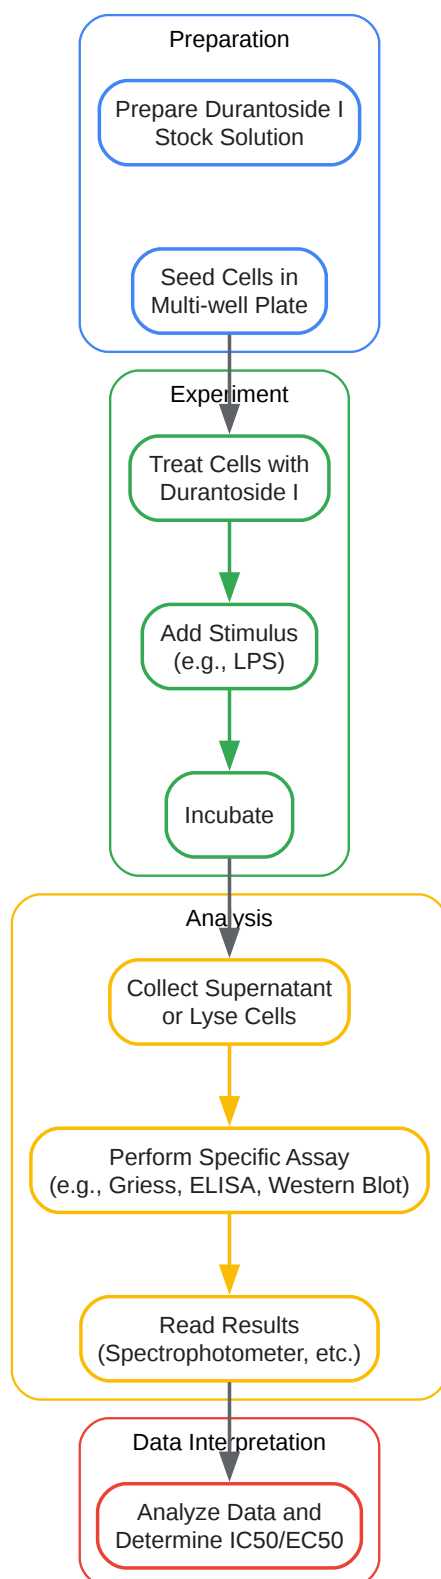 Preparation
Prepare Durantoside I
Stock Solution
Seed Cells in
Multi-well Plate
Experiment
Treat Cells with
Durantoside I
Add Stimulus
(e.g., LPS)
Incubate
Analysis
Collect Supernatant
or Lyse Cells
Perform Specific Assay
(e.g., Griess, ELISA, Western Blot)
Read Results
(Spectrophotometer, etc.)
Data Interpretation
Analyze Data and
Determine IC50/EC50